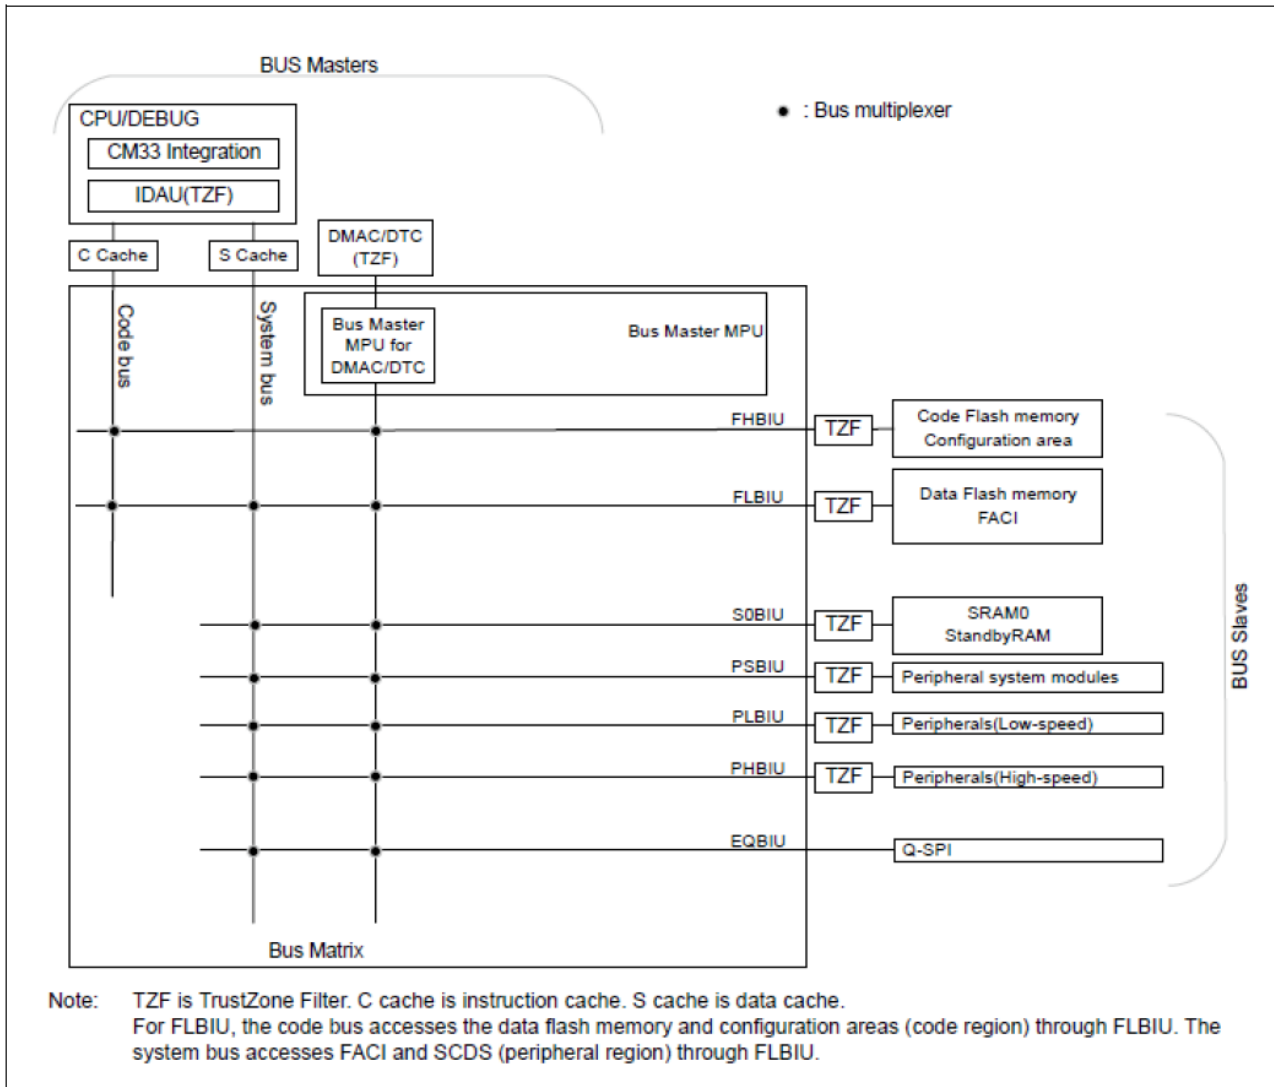 BUS Masters
CPU/DEBUG
CM33 Integration
IDAU(TZF)
● : Bus multiplexer
C Cache
S Cache
DMAC/DTC
(TZF)
Code bus
System bus
Bus Master
MPU for
DMAC/DTC
Bus Master MPU
FHBIU
TZF
Code Flash memory
Configuration area
FLBIU
TZF
Data Flash memory
FACI
S0BIU
TZF
SRAM0
StandbyRAM
PSBIU
TZF
Peripheral system modules
PLBIU
TZF
Peripherals(Low-speed)
PHBIU
TZF
Peripherals(High-speed)
EQBIU
Q-SPI
BUS Slaves
Bus Matrix
Note: TZF is TrustZone Filter. C cache is instruction cache. S cache is data cache.
For FLBIU, the code bus accesses the data flash memory and configuration areas (code region) through FLBIU. The
system bus accesses FACI and SCDS (peripheral region) through FLBIU.